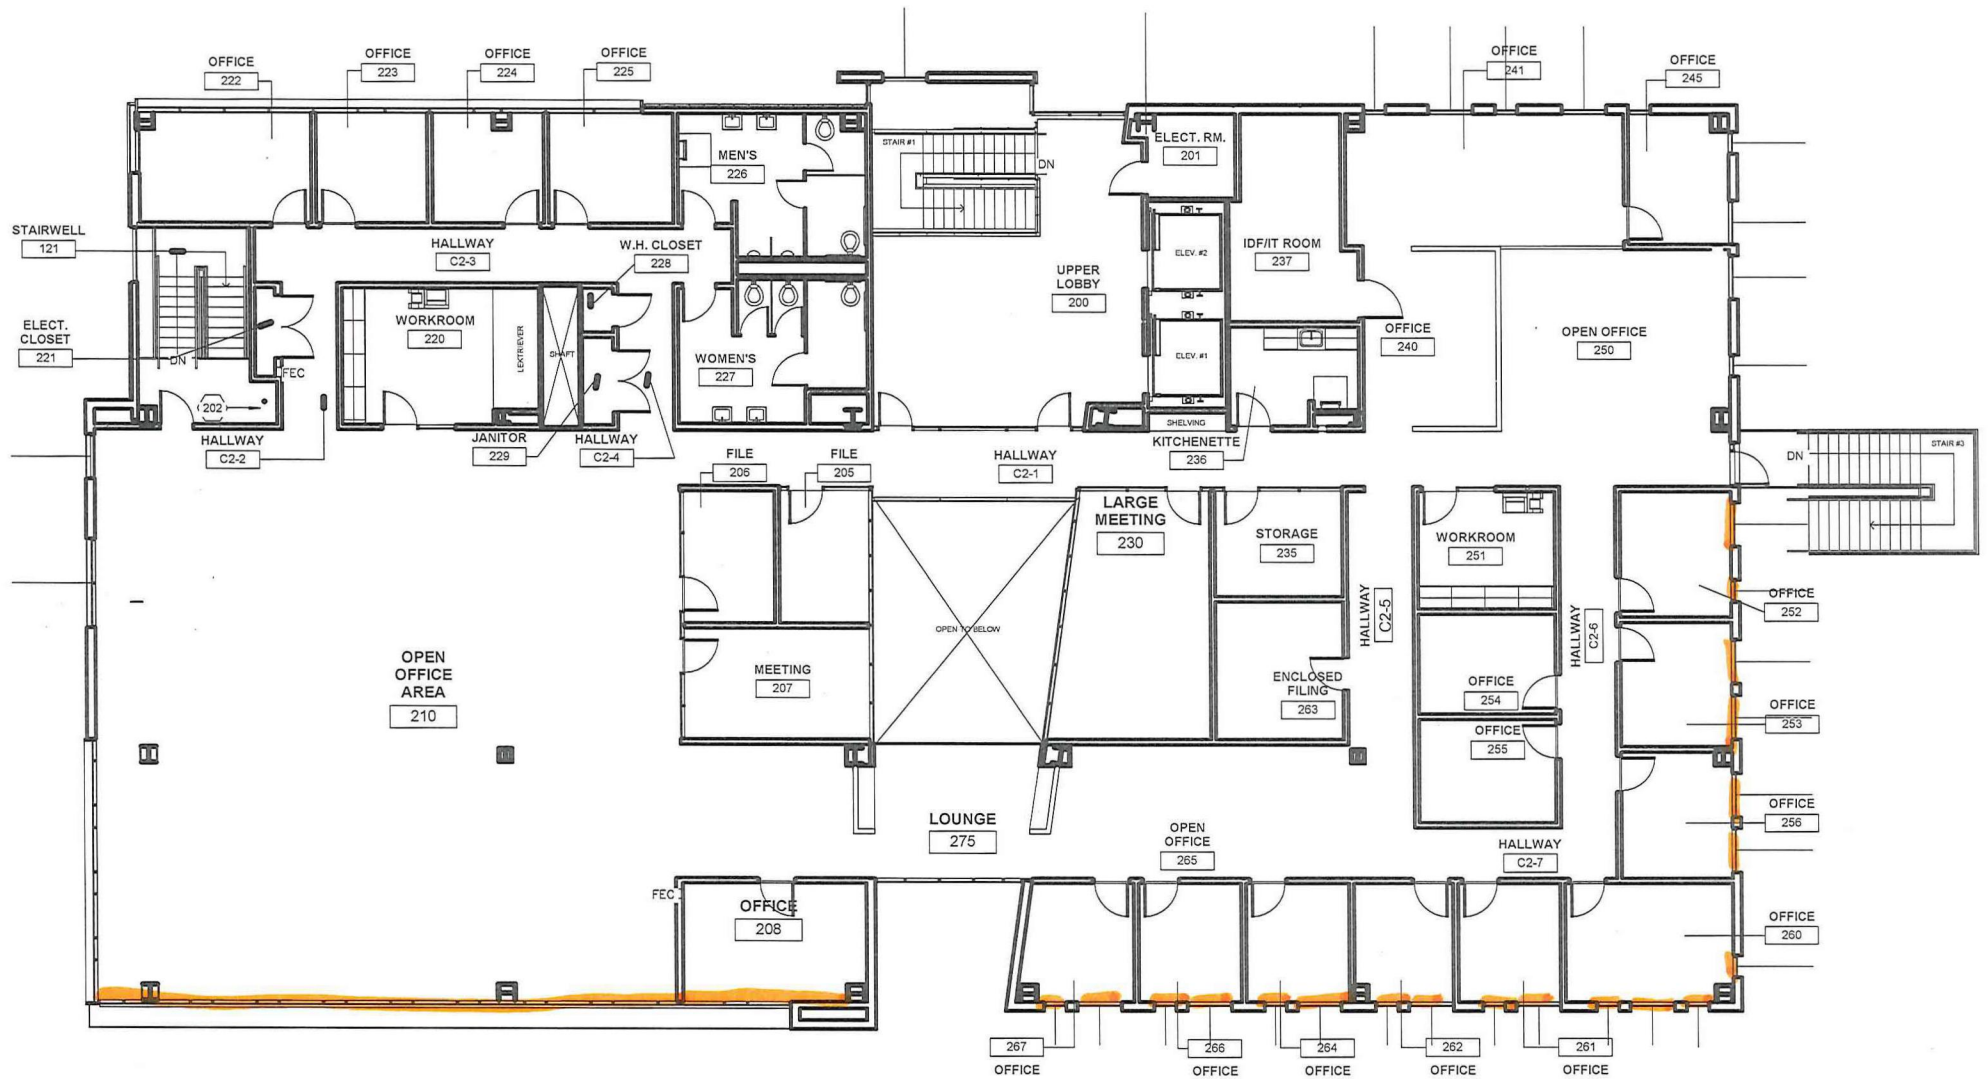 OFFICE
222
OFFICE
223
OFFICE
224
OFFICE
225
OFFICE
241
OFFICE
245
STAIR #1
DN
MEN'S
226
ELECT. RM.
201
STAIRWELL
121
HALLWAY
C2-3
W.H. CLOSET
228
ELEV. #2
IDF/IT ROOM
237
UPPER
LOBBY
200
ELECT.
CLOSET
221
DN
FEC
WORKROOM
220
LEKTRIEVER
SHAFT
WOMEN'S
227
ELEV. #1
OFFICE
240
OPEN OFFICE
250
202
HALLWAY
C2-2
JANITOR
229
HALLWAY
C2-4
SHELVING
KITCHENETTE
236
DN
STAIR #3
FILE
206
FILE
205
HALLWAY
C2-1
LARGE
MEETING
230
STORAGE
235
WORKROOM
251
HALLWAY
C2-5
HALLWAY
C2-6
OFFICE
252
OPEN TO BELOW
OPEN
OFFICE
AREA
210
MEETING
207
ENCLOSED
FILING
263
OFFICE
254
OFFICE
253
OFFICE
255
LOUNGE
275
OPEN
OFFICE
265
HALLWAY
C2-7
OFFICE
256
FEC
OFFICE
208
OFFICE
260
267
OFFICE
266
OFFICE
264
OFFICE
262
OFFICE
261
OFFICE